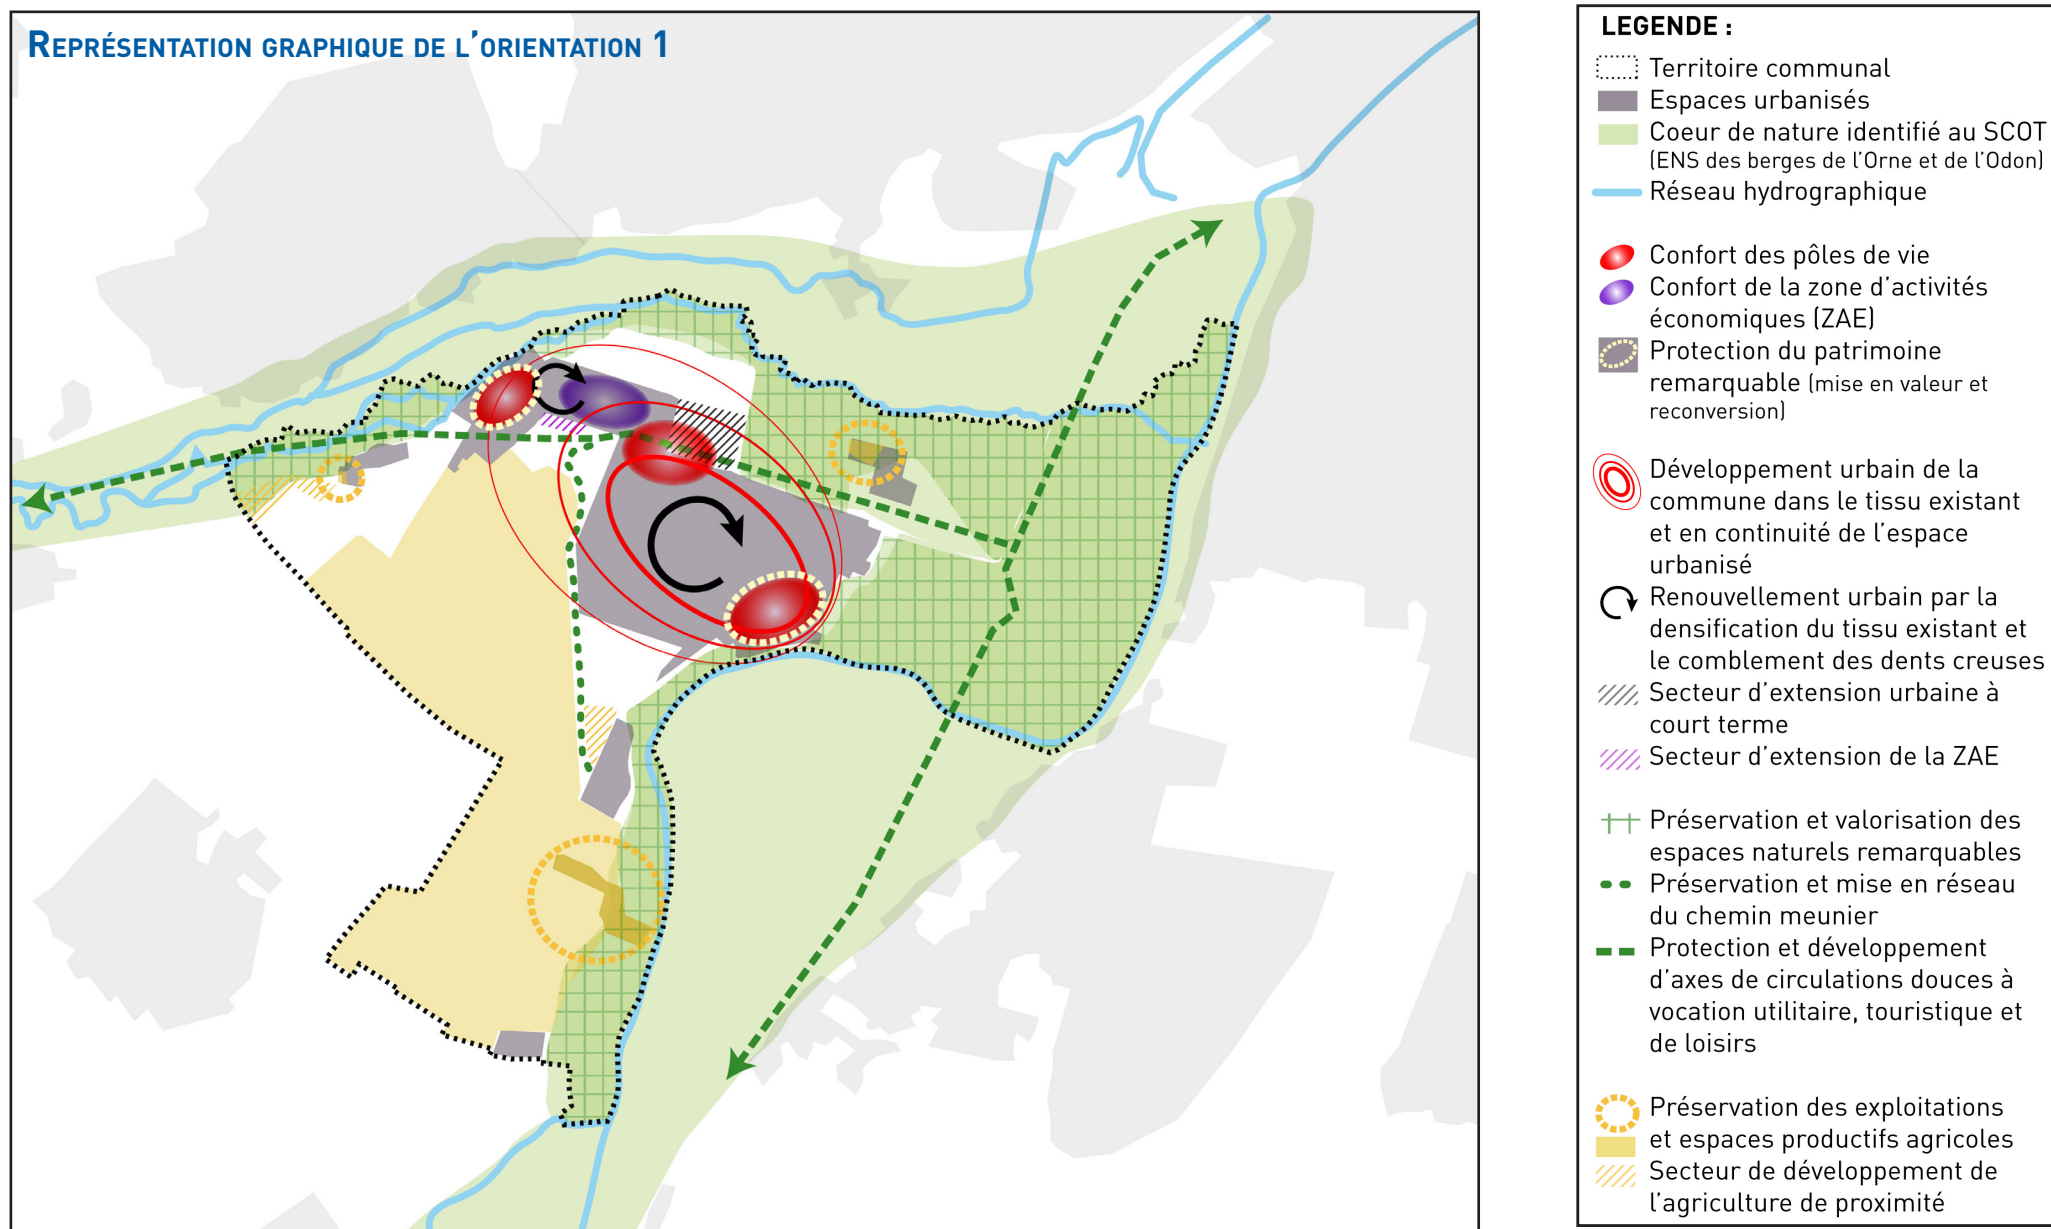 REPRÉSENTATION GRAPHIQUE DE L'ORIENTATION 1
LEGENDE :
Territoire communal
Espaces urbanisés
Coeur de nature identifié au SCOT
(ENS des berges de l'Orne et de l'Odon)
Réseau hydrographique
Confort des pôles de vie
Confort de la zone d'activités
économiques (ZAE)
Protection du patrimoine
remarquable (mise en valeur et
reconversion)
Développement urbain de la
commune dans le tissu existant
et en continuité de l'espace
urbanisé
Renouvellement urbain par la
densification du tissu existant et
le comblement des dents creuses
Secteur d'extension urbaine à
court terme
Secteur d'extension de la ZAE
Préservation et valorisation des
espaces naturels remarquables
Préservation et mise en réseau
du chemin meunier
Protection et développement
d'axes de circulations douces à
vocation utilitaire, touristique et
de loisirs
Préservation des exploitations
et espaces productifs agricoles
Secteur de développement de
l'agriculture de proximité